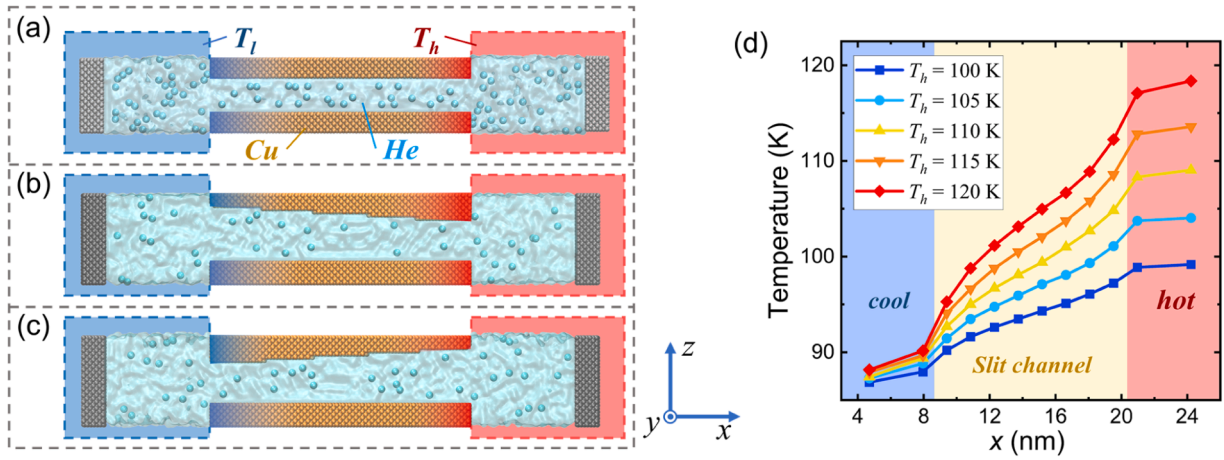 (a)
T_l
T_h
Cu
He
(b)
(c)
z
y
x
(d)
Temperature (K)
120
110
100
90
T_h = 100 K
T_h = 105 K
T_h = 110 K
T_h = 115 K
T_h = 120 K
cool
Slit channel
hot
4 8 12 16 20 24
x (nm)